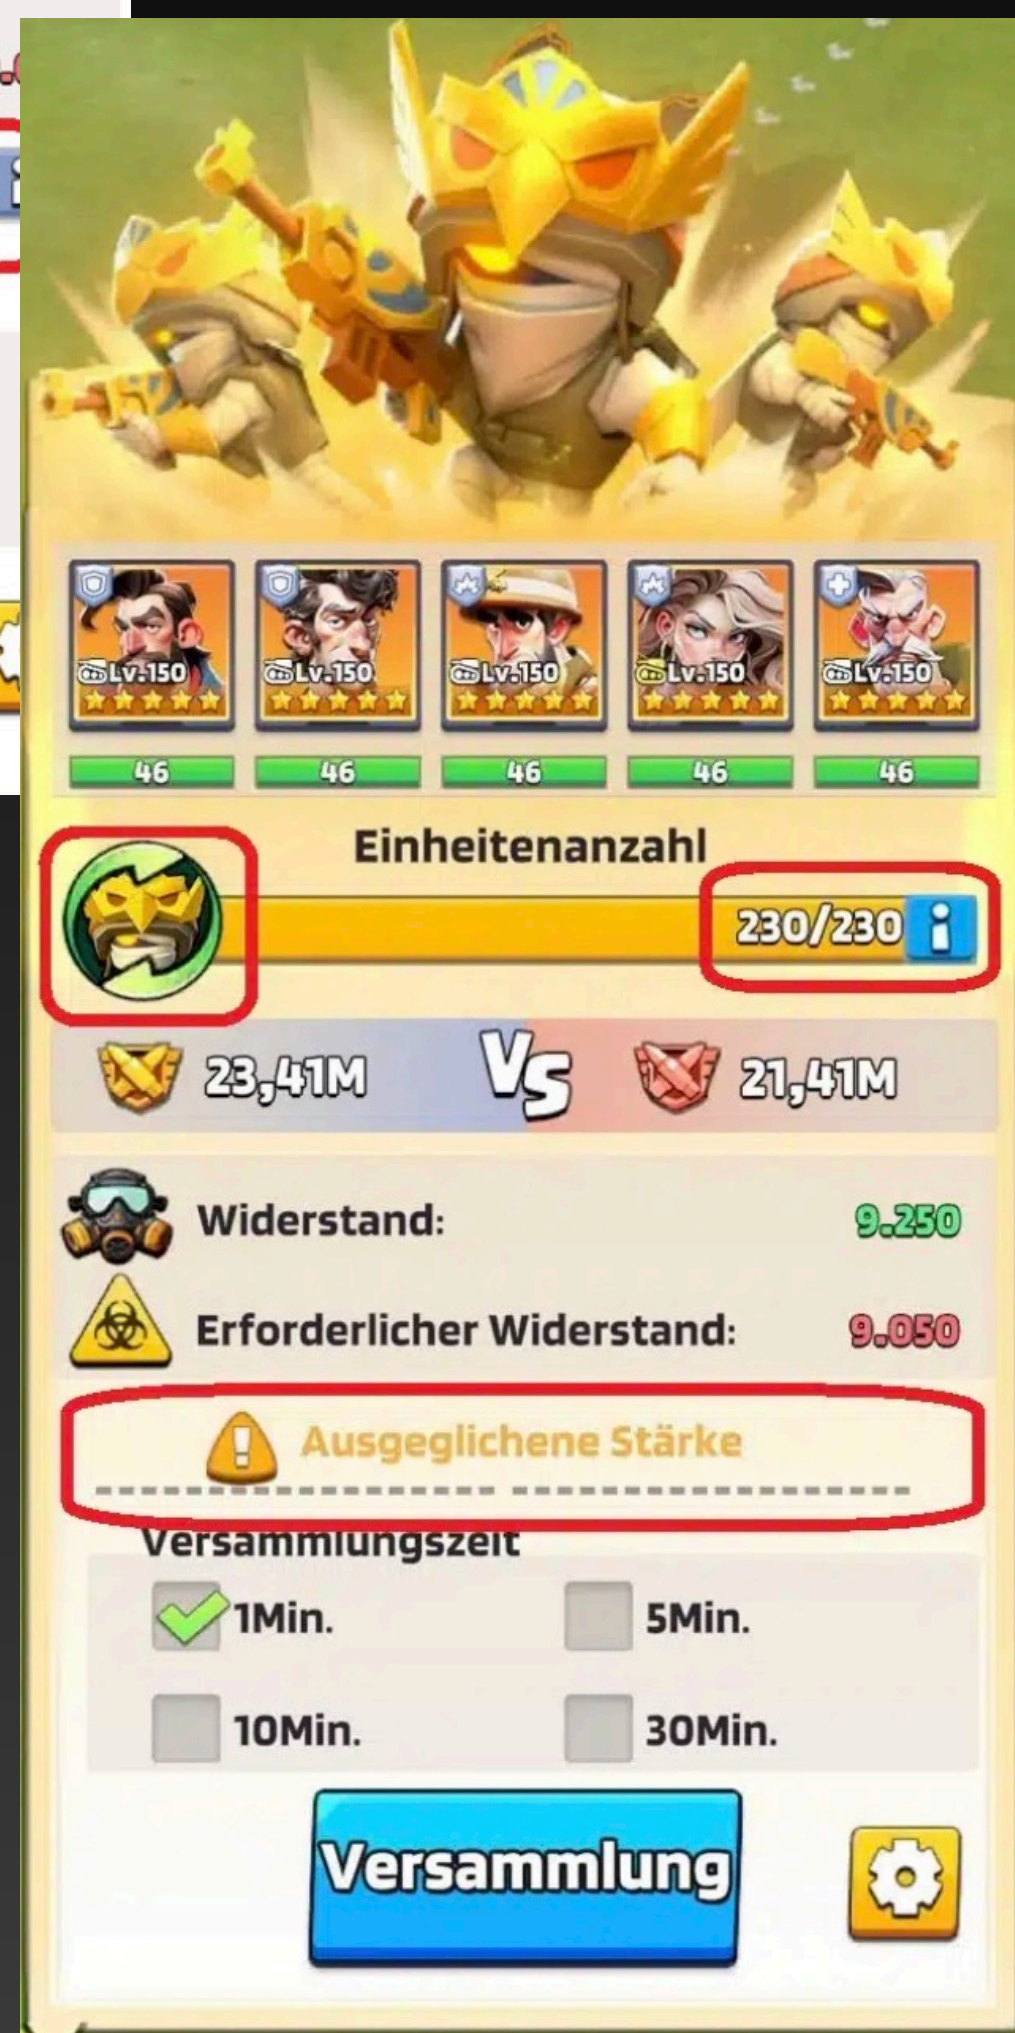 Lv.150 Lv.150 Lv.150 Lv.150 Lv.150
46 46 46 46 46
Einheitenanzahl
230/230 i
23,41M VS 21,41M
Widerstand: 9.250
Erforderlicher Widerstand: 9.050
! Ausgeglichene Stärke
Versammlungszeit
1Min. 5Min.
10Min. 30Min.
Versammlung